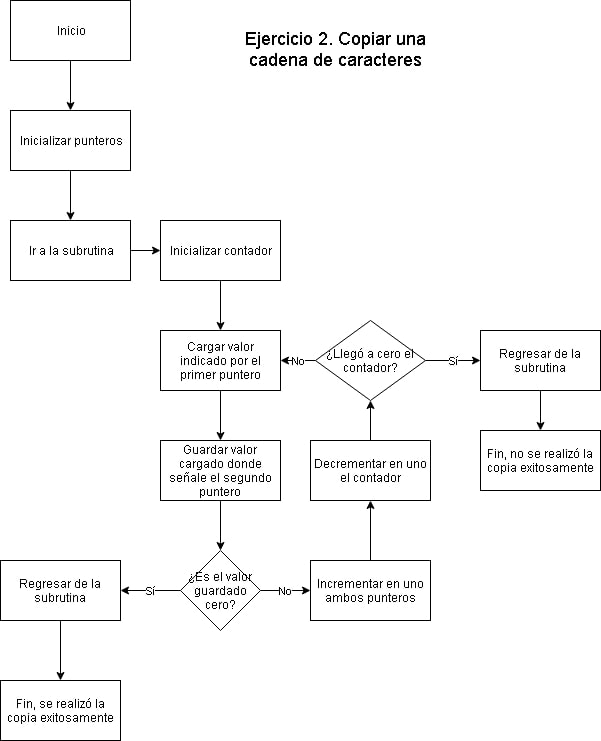 Inicio
Ejercicio 2. Copiar una
cadena de caracteres
Inicializar punteros
Ir a la subrutina
Inicializar contador
Cargar valor
indicado por el
primer puntero
No
¿Llegó a cero el
contador?
Sí
Regresar de la
subrutina
Guardar valor
cargado donde
señale el segundo
puntero
Decrementar en uno
el contador
Fin, no se realizó la
copia exitosamente
Regresar de la
subrutina
Sí
¿Es el valor
guardado
cero?
No
Incrementar en uno
ambos punteros
Fin, se realizó la
copia exitosamente